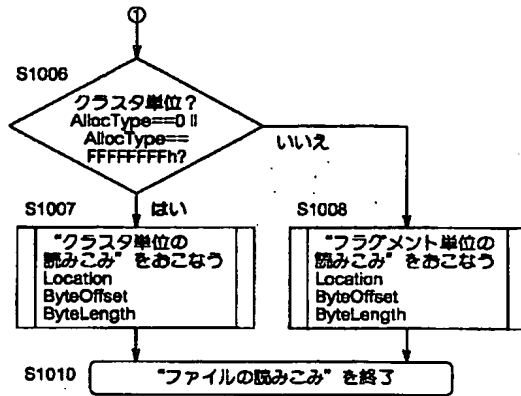 1
S1006
クラスタ単位？
AllocType==0 ||
AllocType==
FFFFFFFFh?
いいえ
S1007
はい
S1008
“クラスタ単位の
読みこみ” をおこなう
Location
ByteOffset
ByteLength
“フラグメント単位の
読みこみ” をおこなう
Location
ByteOffset
ByteLength
S1010
“ファイルの読みこみ” を終了